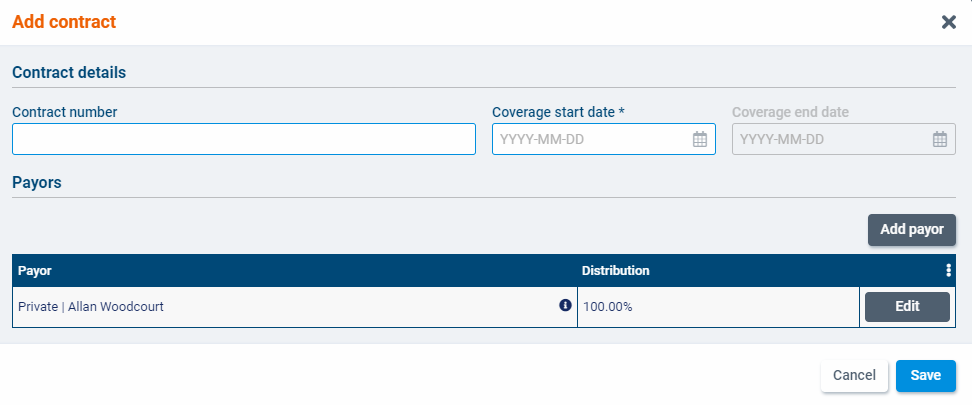 Add contract
Contract details
Contract number Coverage start date * Coverage end date
YYYY-MM-DD YYYY-MM-DD
Payors
Add payor
Payor Distribution
Private | Allan Woodcourt 100.00% Edit
Cancel Save